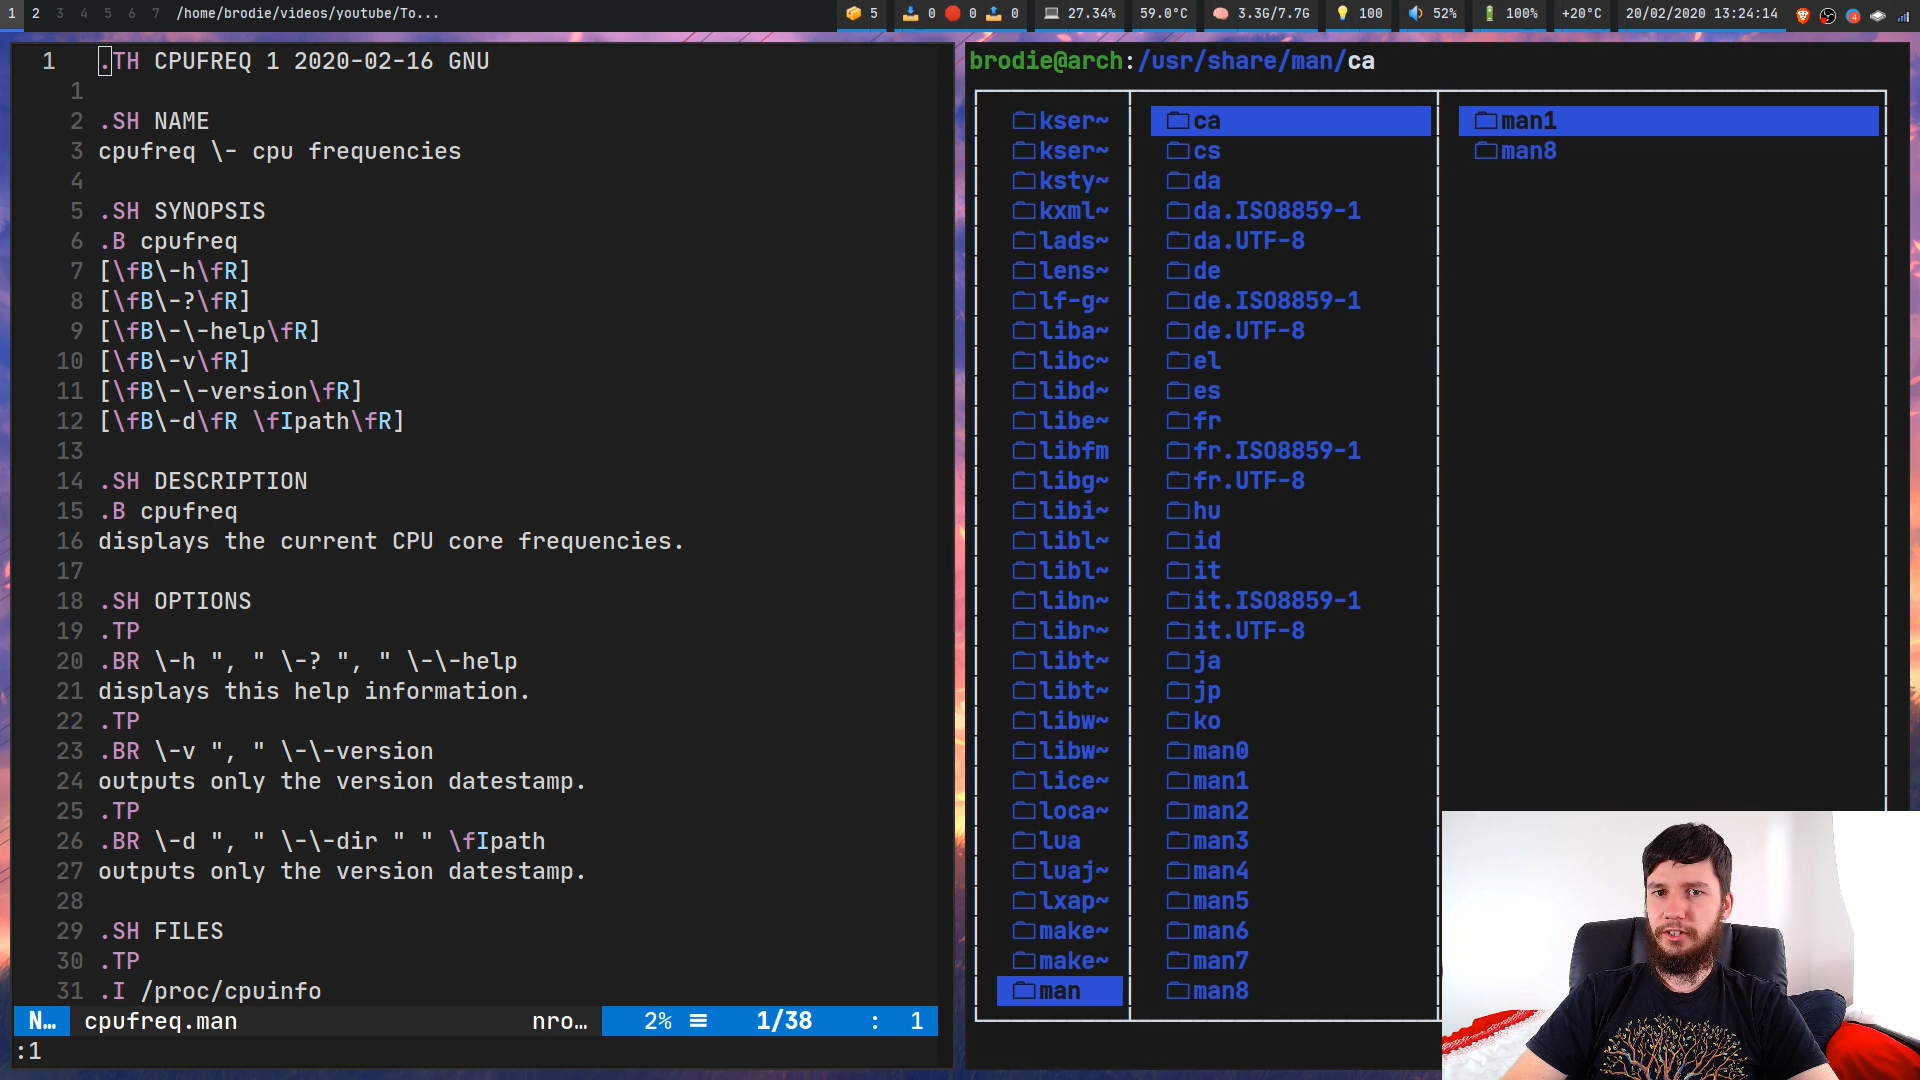 1 2 3 4 5 6 7 /home/brodie/videos/youtube/To... 5 0 0 0 27.34% 59.0°C 3.3G/7.7G 100 52% 100% +20°C 20/02/2020 13:24:14 4
1 .TH CPUFREQ 1 2020-02-16 GNU
1
2 .SH NAME
3 cpufreq \- cpu frequencies
4
5 .SH SYNOPSIS
6 .B cpufreq
7 [\fB\-h\fR]
8 [\fB\-?\fR]
9 [\fB\-\-help\fR]
10 [\fB\-v\fR]
11 [\fB\-\-version\fR]
12 [\fB\-d\fR \fIpath\fR]
13
14 .SH DESCRIPTION
15 .B cpufreq
16 displays the current CPU core frequencies.
17
18 .SH OPTIONS
19 .TP
20 .BR \-h ", " \-? ", " \-\-help
21 displays this help information.
22 .TP
23 .BR \-v ", " \-\-version
24 outputs only the version datestamp.
25 .TP
26 .BR \-d ", " \-\-dir " " \fIpath
27 outputs only the version datestamp.
28
29 .SH FILES
30 .TP
31 .I /proc/cpuinfo
N... cpufreq.man nro... 2% ≡ 1/38 : 1
:1
brodie@arch:/usr/share/man/ca
kser~ ca man1
kser~ cs man8
ksty~ da
kxml~ da.ISO8859-1
lads~ da.UTF-8
lens~ de
lf-g~ de.ISO8859-1
liba~ de.UTF-8
libc~ el
libd~ es
libe~ fr
libfm fr.ISO8859-1
libg~ fr.UTF-8
libi~ hu
libl~ id
libl~ it
libn~ it.ISO8859-1
libr~ it.UTF-8
libt~ ja
libt~ jp
libw~ ko
libw~ man0
lice~ man1
loca~ man2
lua man3
luaj~ man4
lxap~ man5
make~ man6
make~ man7
man man8